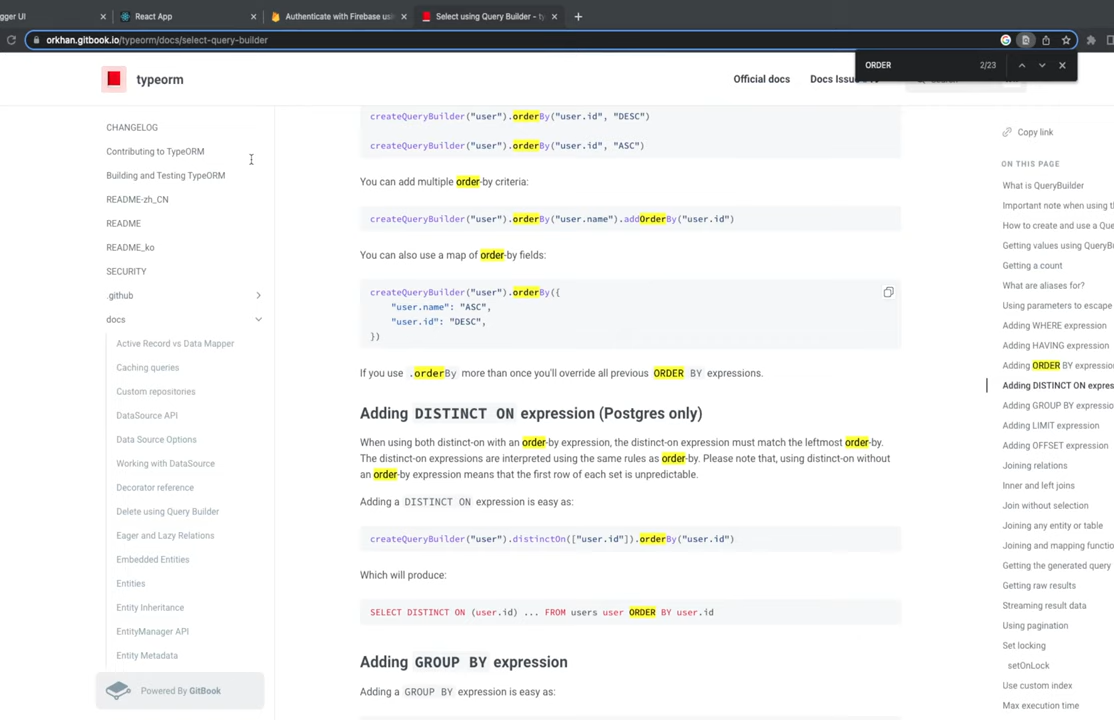 gger UI
React App
Authenticate with Firebase usin
Select using Query Builder - ty
orkhan.gitbook.io/typeorm/docs/select-query-builder
ORDER
2/23
typeorm
Official docs
CHANGELOG
Contributing to TypeORM
Building and Testing TypeORM
README-zh_CN
README
README_ko
SECURITY
.github
docs
Active Record vs Data Mapper
Caching queries
Custom repositories
DataSource API
Data Source Options
Working with DataSource
Decorator reference
Delete using Query Builder
Eager and Lazy Relations
Embedded Entities
Entities
Entity Inheritance
EntityManager API
Entity Metadata
Powered By GitBook
createQueryBuilder("user").orderBy("user.id", "DESC")
createQueryBuilder("user").orderBy("user.id", "ASC")
You can add multiple order-by criteria:
createQueryBuilder("user").orderBy("user.name").addOrderBy("user.id")
You can also use a map of order-by fields:
createQueryBuilder("user").orderBy({
"user.name": "ASC",
"user.id": "DESC",
})
If you use .orderBy more than once you'll override all previous ORDER BY expressions.
Adding DISTINCT ON expression (Postgres only)
When using both distinct-on with an order-by expression, the distinct-on expression must match the leftmost order-by.
The distinct-on expressions are interpreted using the same rules as order-by. Please note that, using distinct-on without
an order-by expression means that the first row of each set is unpredictable.
Adding a DISTINCT ON expression is easy as:
createQueryBuilder("user").distinctOn(["user.id"]).orderBy("user.id")
Which will produce:
SELECT DISTINCT ON (user.id) ... FROM users user ORDER BY user.id
Adding GROUP BY expression
Adding a GROUP BY expression is easy as:
Copy link
ON THIS PAGE
What is QueryBuilder
Important note when using th
How to create and use a Que
Getting values using QueryBu
Getting a count
What are aliases for?
Using parameters to escape
Adding WHERE expression
Adding HAVING expression
Adding ORDER BY expressio
Adding DISTINCT ON expres
Adding GROUP BY expressio
Adding LIMIT expression
Adding OFFSET expression
Joining relations
Inner and left joins
Join without selection
Joining any entity or table
Joining and mapping functio
Getting the generated query
Getting raw results
Streaming result data
Using pagination
Set locking
setOnLock
Use custom index
Max execution time